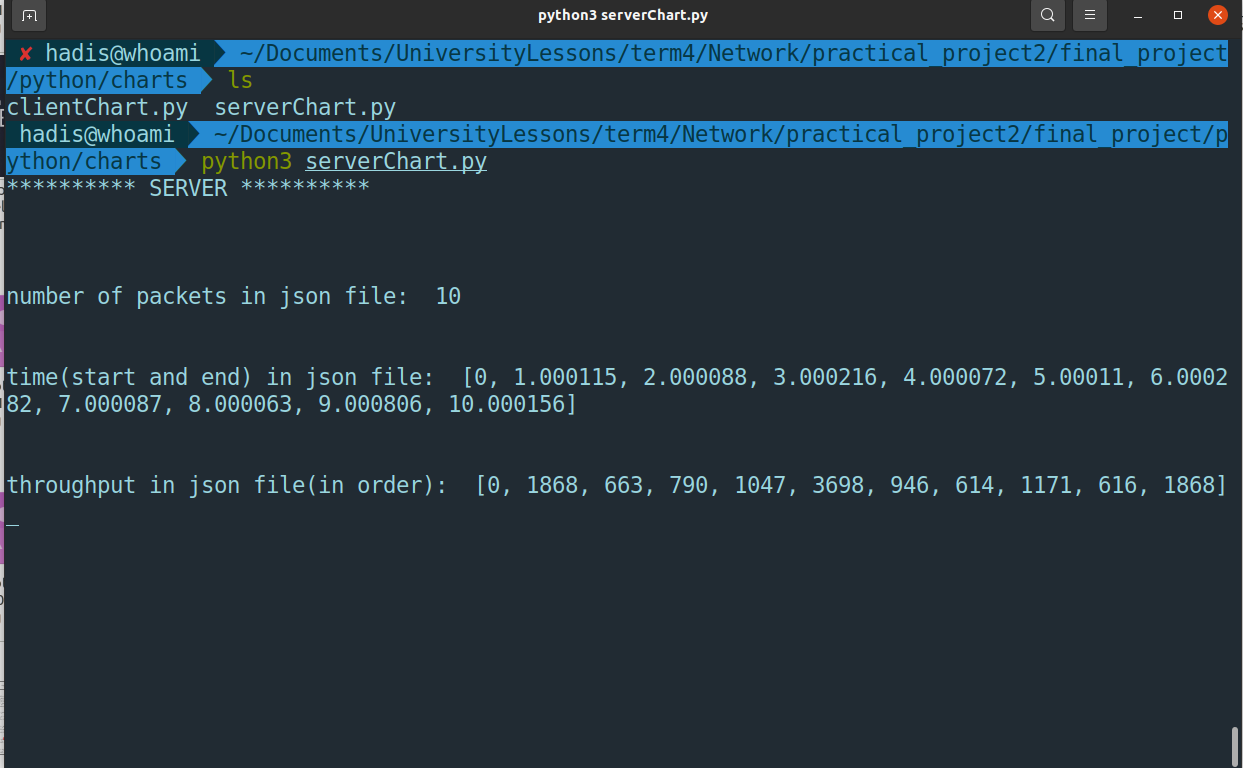 python3 serverChart.py
✘ hadis@whoami ~/Documents/UniversityLessons/term4/Network/practical_project2/final_project
/python/charts ls
clientChart.py serverChart.py
hadis@whoami ~/Documents/UniversityLessons/term4/Network/practical_project2/final_project/p
ython/charts python3 serverChart.py
********** SERVER **********
number of packets in json file: 10
time(start and end) in json file: [0, 1.000115, 2.000088, 3.000216, 4.000072, 5.00011, 6.0002
82, 7.000087, 8.000063, 9.000806, 10.000156]
throughput in json file(in order): [0, 1868, 663, 790, 1047, 3698, 946, 614, 1171, 616, 1868]
_